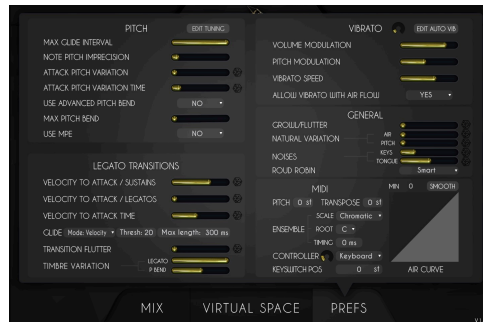 PITCH
EDIT TUNING
MAX GLIDE INTERVAL
NOTE PITCH IMPRECISION
ATTACK PITCH VARIATION
ATTACK PITCH VARIATION TIME
USE ADVANCED PITCH BEND NO
MAX PITCH BEND
USE MPE NO
LEGATO TRANSITIONS
VELOCITY TO ATTACK / SUSTAINS
VELOCITY TO ATTACK / LEGATOS
VELOCITY TO ATTACK TIME
GLIDE Mode: Velocity Thresh: 20 Max length: 300 ms
TRANSITION FLUTTER
TIMBRE VARIATION LEGATO
P BEND
VIBRATO
EDIT AUTO VIB
VOLUME MODULATION
PITCH MODULATION
VIBRATO SPEED
ALLOW VIBRATO WITH AIR FLOW YES
GENERAL
GROWL/FLUTTER
NATURAL VARIATION AIR
PITCH
NOISES KEYS
TONGUE
ROUD ROBIN Smart
MIDI
PITCH 0 st TRANSPOSE 0 st
SCALE Chromatic
ENSEMBLE ROOT C
TIMING 0 ms
CONTROLLER Keyboard
KEYSWITCH POS 0 st
MIN 0 SMOOTH
AIR CURVE
MIX VIRTUAL SPACE PREFS